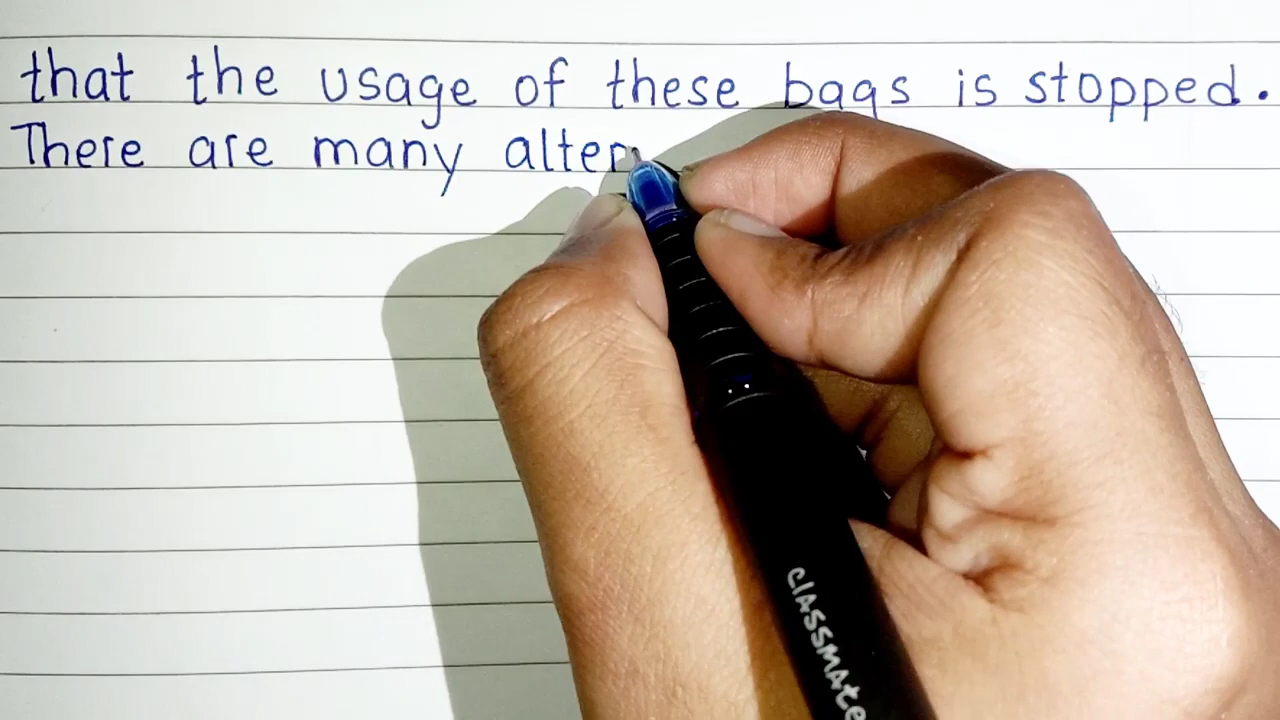 that the usage of these bags is stopped.
There are many alter
classmate